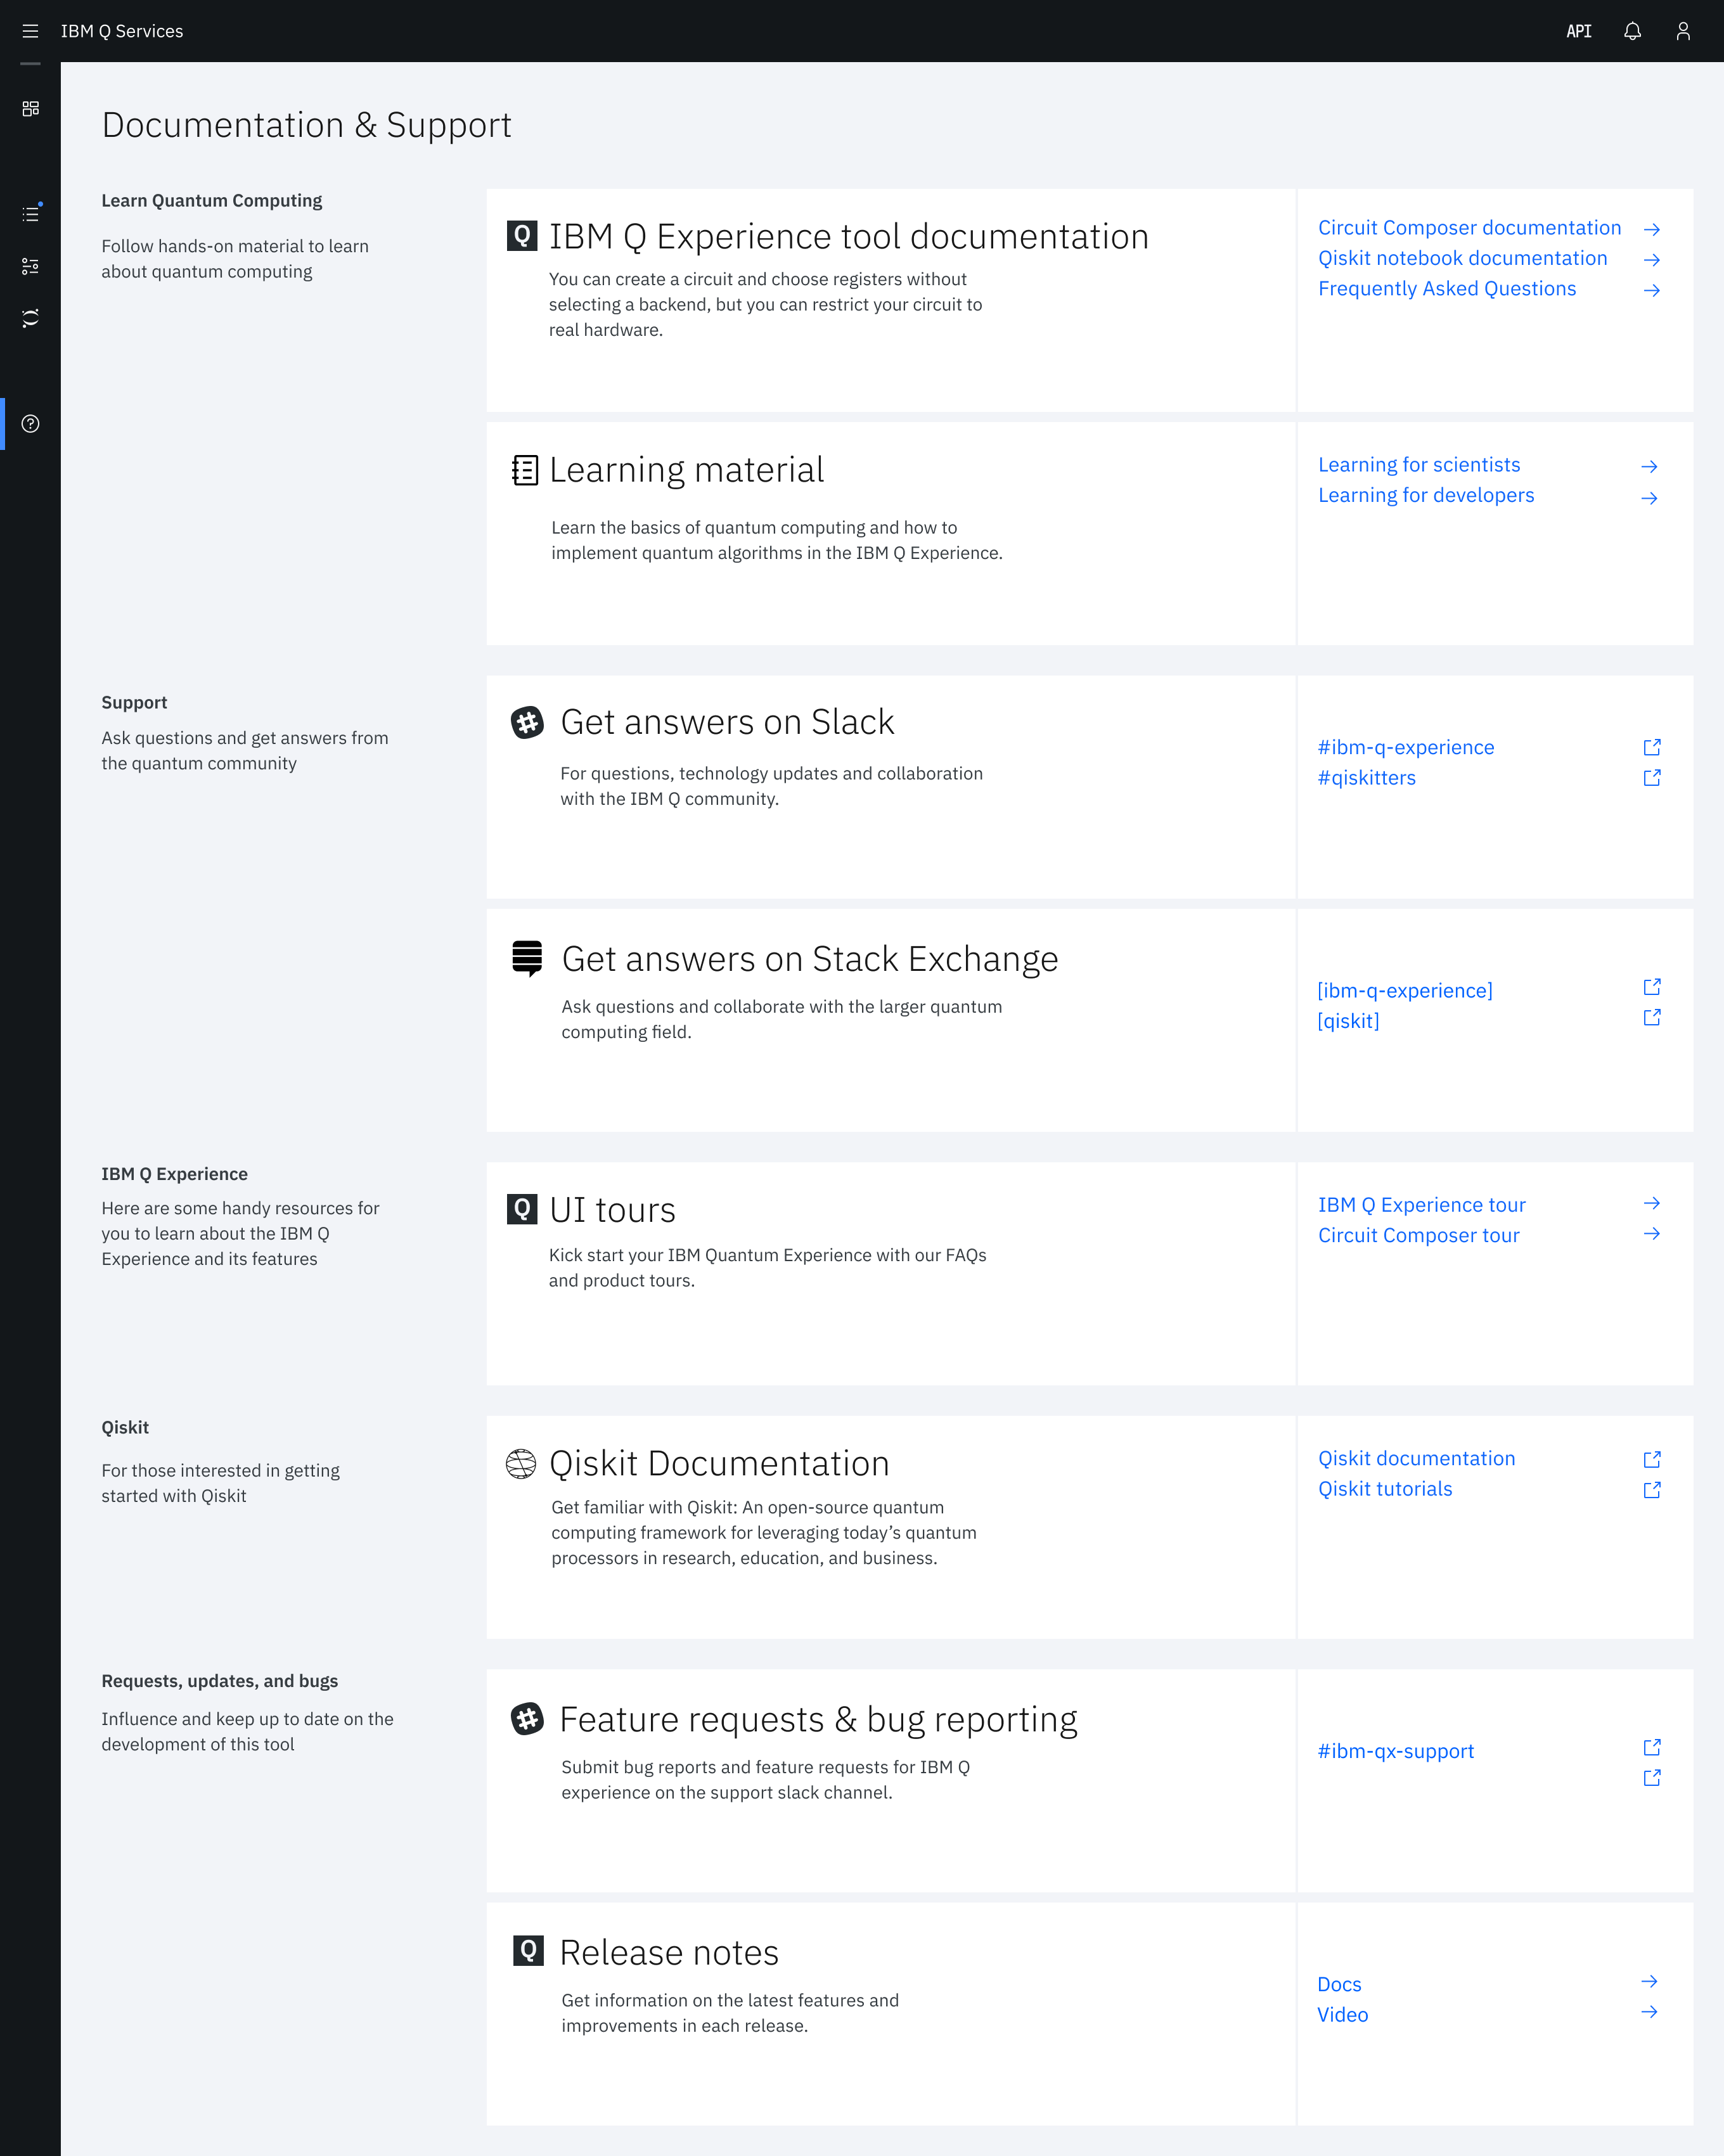 IBM Q Services
API
Documentation & Support
Learn Quantum Computing
Follow hands-on material to learn
about quantum computing
Q IBM Q Experience tool documentation
You can create a circuit and choose registers without
selecting a backend, but you can restrict your circuit to
real hardware.
Circuit Composer documentation
Qiskit notebook documentation
Frequently Asked Questions
Learning material
Learn the basics of quantum computing and how to
implement quantum algorithms in the IBM Q Experience.
Learning for scientists
Learning for developers
Support
Ask questions and get answers from
the quantum community
Get answers on Slack
For questions, technology updates and collaboration
with the IBM Q community.
#ibm-q-experience
#qiskitters
Get answers on Stack Exchange
Ask questions and collaborate with the larger quantum
computing field.
[ibm-q-experience]
[qiskit]
IBM Q Experience
Here are some handy resources for
you to learn about the IBM Q
Experience and its features
Q UI tours
Kick start your IBM Quantum Experience with our FAQs
and product tours.
IBM Q Experience tour
Circuit Composer tour
Qiskit
For those interested in getting
started with Qiskit
Qiskit Documentation
Get familiar with Qiskit: An open-source quantum
computing framework for leveraging today’s quantum
processors in research, education, and business.
Qiskit documentation
Qiskit tutorials
Requests, updates, and bugs
Influence and keep up to date on the
development of this tool
Feature requests & bug reporting
Submit bug reports and feature requests for IBM Q
experience on the support slack channel.
#ibm-qx-support
Q Release notes
Get information on the latest features and
improvements in each release.
Docs
Video